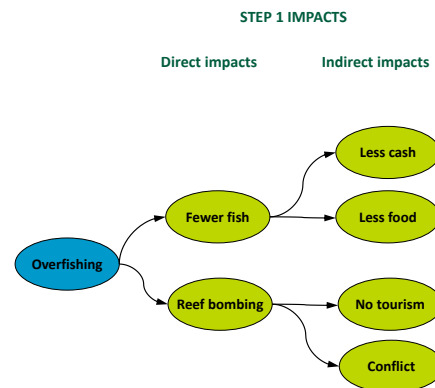 STEP 1 IMPACTS
Direct impacts
Indirect impacts
Less cash
Fewer fish
Less food
Overfishing
Reef bombing
No tourism
Conflict